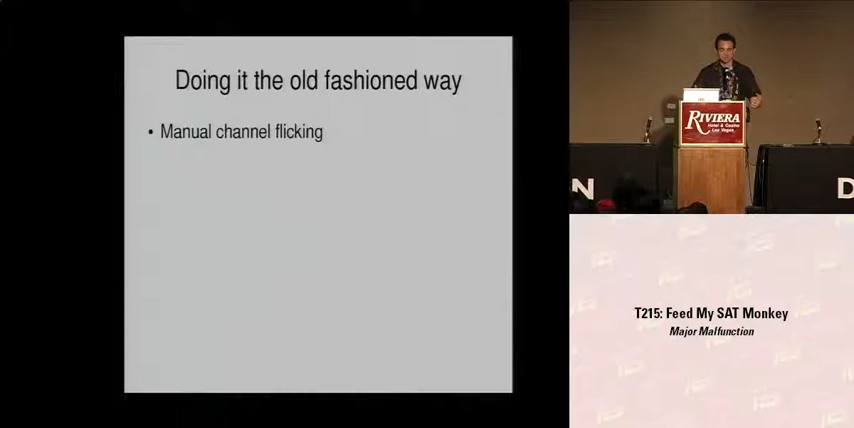 Doing it the old fashioned way
• Manual channel flicking
RIVIERA
Hotel & Casino
Las Vegas
N
D
T215: Feed My SAT Monkey
Major Malfunction